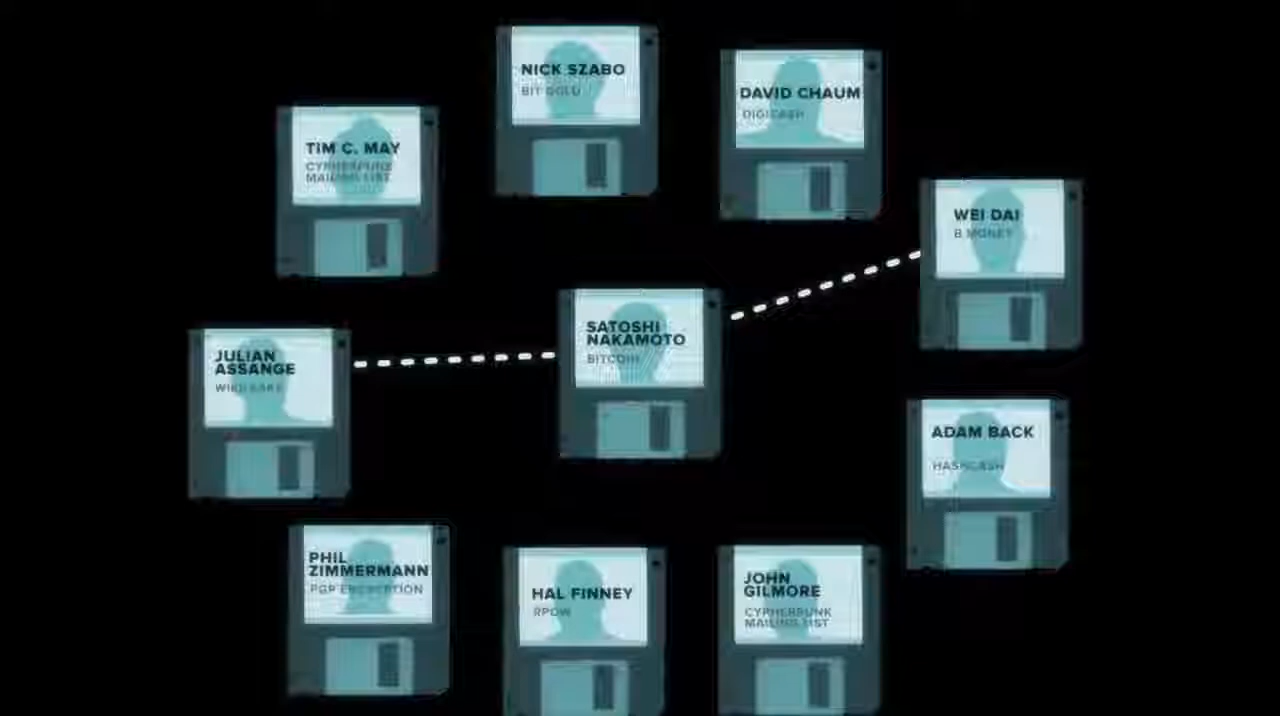 NICK SZABO
BIT GOLD
DAVID CHAUM
DIGICASH
TIM C. MAY
CYPHERPUNK
MAILING LIST
WEI DAI
B MONEY
SATOSHI
NAKAMOTO
BITCOIN
JULIAN
ASSANGE
WIKILEAKS
ADAM BACK
HASHCASH
PHIL
ZIMMERMANN
PGP ENCRYPTION
HAL FINNEY
RPOW
JOHN
GILMORE
CYPHERPUNK
MAILING LIST